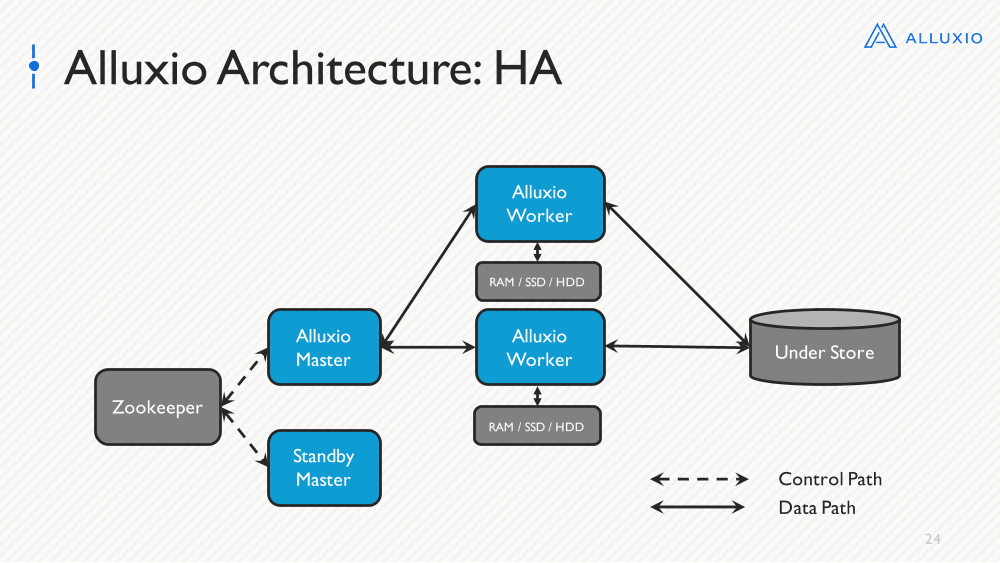 ALLUXIO
Alluxio Architecture: HA
Alluxio
Worker
RAM / SSD / HDD
Alluxio
Master
Alluxio
Worker
Under Store
Zookeeper
RAM / SSD / HDD
Standby
Master
Control Path
Data Path
24